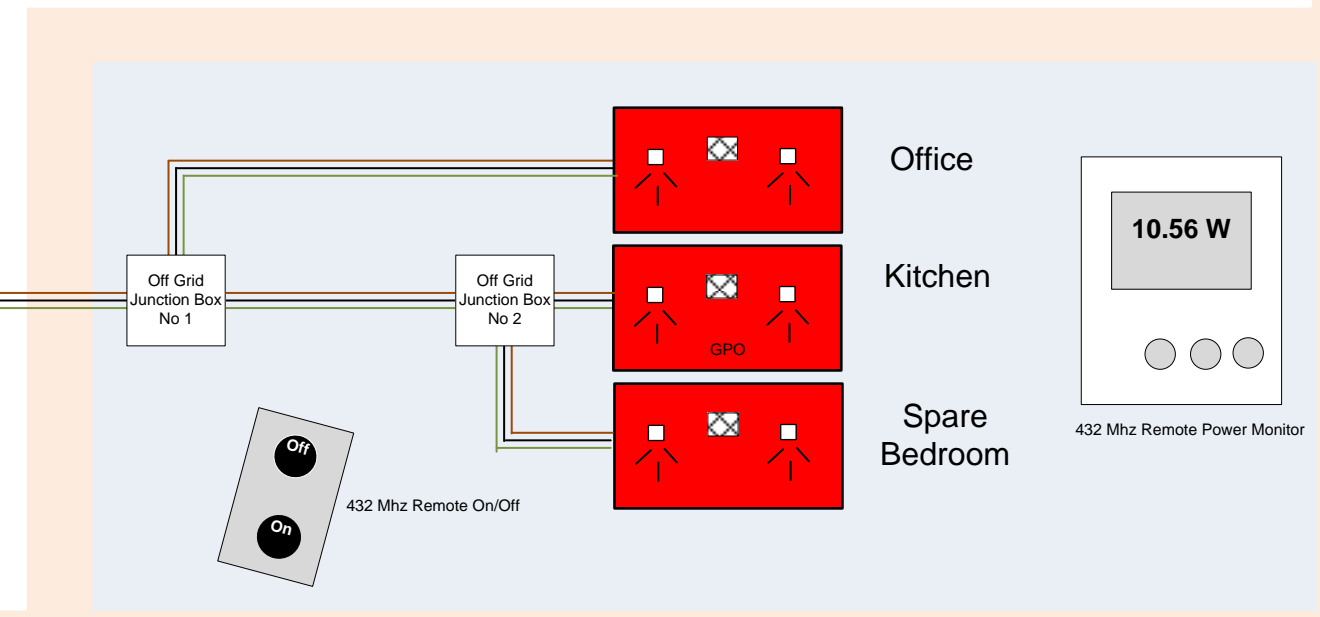 Office
10.56 W
Off Grid
Junction Box
No 1
Off Grid
Junction Box
No 2
Kitchen
GPO
Spare
Bedroom
432 Mhz Remote Power Monitor
Off
On
432 Mhz Remote On/Off